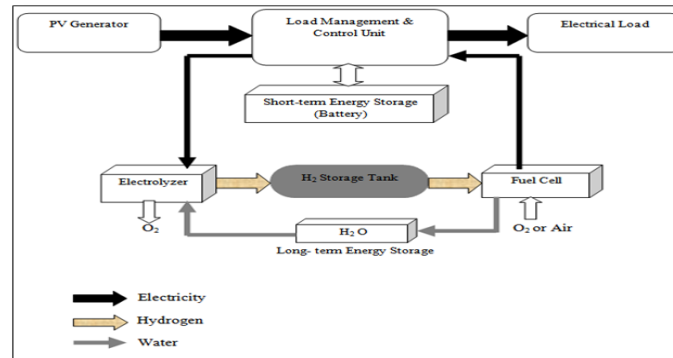 PV Generator
Load Management &
Control Unit
Electrical Load
Short-term Energy Storage
(Battery)
Electrolyzer
H₂ Storage Tank
Fuel Cell
O₂
H₂ O
O₂ or Air
Long- term Energy Storage
Electricity
Hydrogen
Water